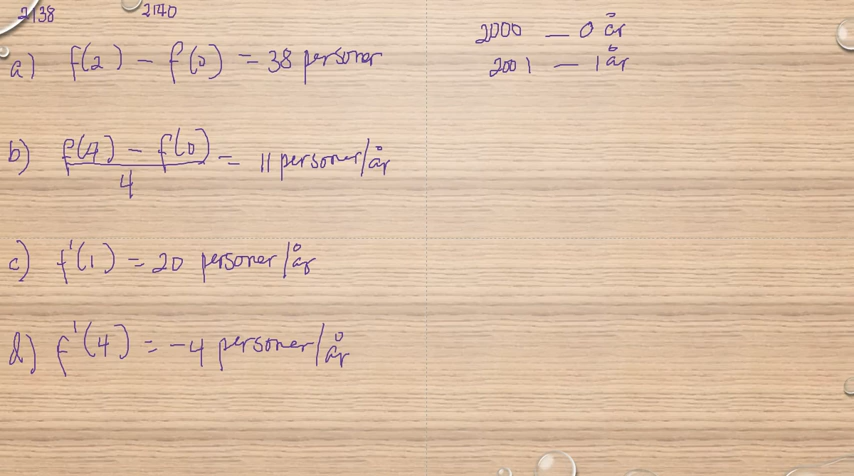 2138 2140
2000 — 0 år
a) f(2) - f(0) = 38 personer
2001 — 1 år
b) f(4) - f(0) / 4 = 11 personer/år
c) f'(1) = 20 personer/år
d) f'(4) = -4 personer/år